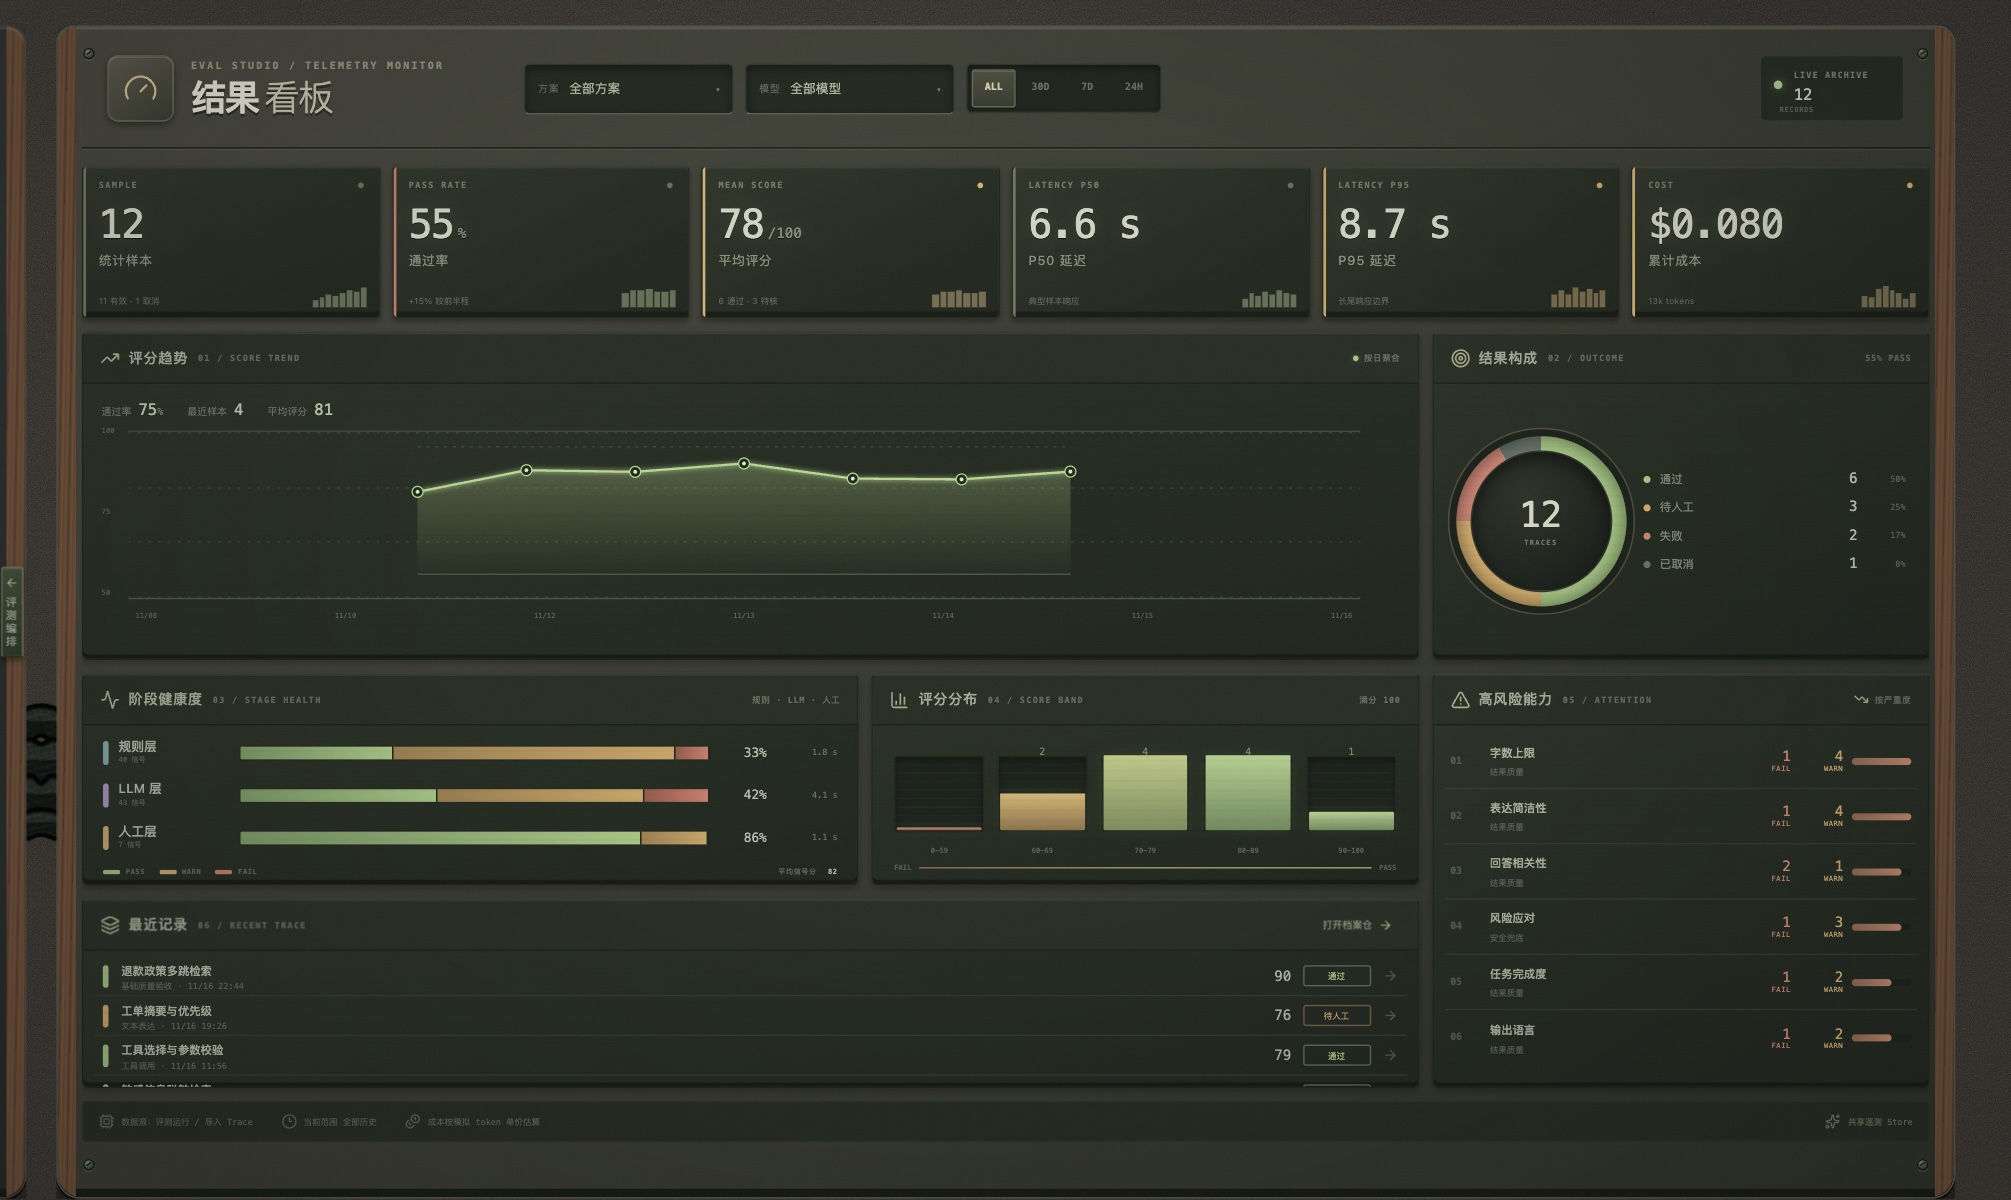 EVAL STUDIO / TELEMETRY MONITOR
结果看板
方案 全部方案
模型 全部模型
ALL 30D 7D 24H
LIVE ARCHIVE
12
RECORDS
SAMPLE
12
统计样本
11 有效 · 1 取消
PASS RATE
55%
通过率
+15% 较前半程
MEAN SCORE
78/100
平均评分
6 通过 · 3 待核
LATENCY P50
6.6 s
P50 延迟
典型样本响应
LATENCY P95
8.7 s
P95 延迟
长尾响应边界
COST
$0.080
累计成本
13k tokens
评分趋势 01 / SCORE TREND
按日聚合
通过率 75% 最近样本 4 平均评分 81
100
75
50
11/08 11/10 11/12 11/13 11/14 11/15 11/16
结果构成 02 / OUTCOME
55% PASS
12
TRACES
通过 6 50%
待人工 3 25%
失败 2 17%
已取消 1 8%
← 评测编排
阶段健康度 03 / STAGE HEALTH
规则 · LLM · 人工
规则层 33% 1.8 s
40 信号
LLM 层 42% 4.1 s
43 信号
人工层 86% 1.1 s
7 信号
PASS WARN FAIL
平均信号分 82
评分分布 04 / SCORE BAND
满分 100
2 4 4 1
0–59 60–69 70–79 80–89 90–100
FAIL PASS
高风险能力 05 / ATTENTION
按严重度
01 字数上限 1 FAIL 4 WARN
结果质量
02 表达简洁性 1 FAIL 4 WARN
结果质量
03 回答相关性 2 FAIL 1 WARN
结果质量
04 风险应对 1 FAIL 3 WARN
安全兜底
05 任务完成度 1 FAIL 2 WARN
结果质量
06 输出语言 1 FAIL 2 WARN
结果质量
最近记录 06 / RECENT TRACE
打开档案仓 →
退款政策多跳检索 90 通过 →
基础质量验收 · 11/16 22:44
工单摘要与优先级 76 待人工 →
文本表达 · 11/16 19:26
工具选择与参数校验 79 通过 →
工具调用 · 11/16 11:56
数据源: 评测运行 / 导入 Trace
当前范围 全部历史
成本按模拟 token 单价估算
共享遥测 Store